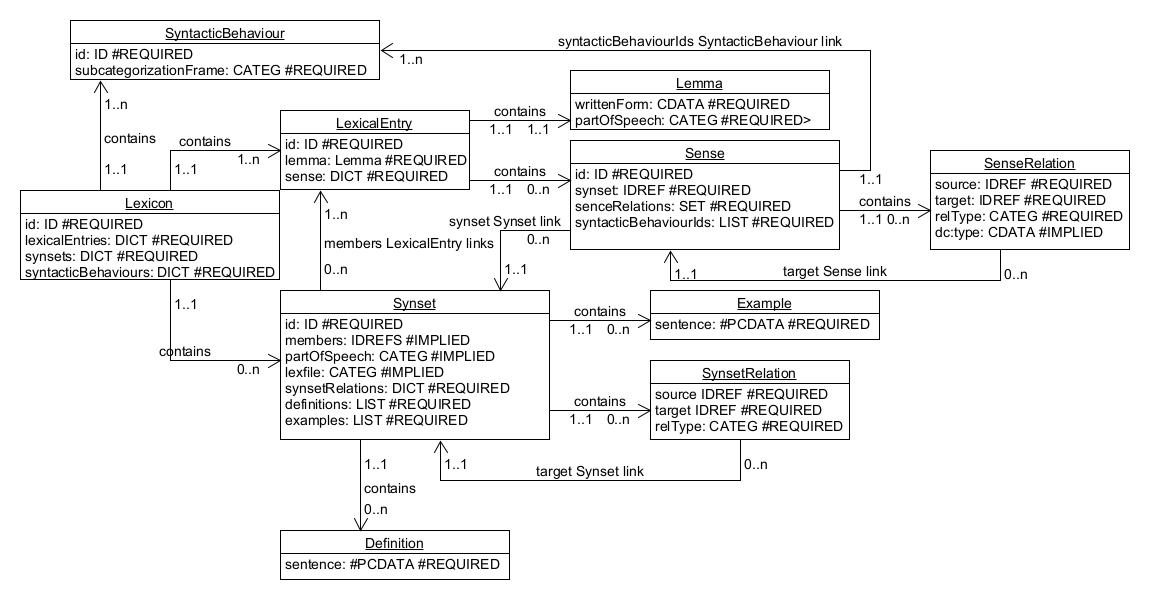 SyntacticBehaviour
id: ID #REQUIRED
subcategorizationFrame: CATEG #REQUIRED
syntacticBehaviourIds SyntacticBehaviour link
1..n
1..n
contains
1..1
contains
1..n
1..1
LexicalEntry
id: ID #REQUIRED
lemma: Lemma #REQUIRED
sense: DICT #REQUIRED
contains
1..1 1..1
Lemma
writtenForm: CDATA #REQUIRED
partOfSpeech: CATEG #REQUIRED>
contains
1..1 0..n
Sense
id: ID #REQUIRED
synset: IDREF #REQUIRED
senceRelations: SET #REQUIRED
syntacticBehaviourIds: LIST #REQUIRED
1..1
contains
1..1 0..n
SenseRelation
source: IDREF #REQUIRED
target: IDREF #REQUIRED
relType: CATEG #REQUIRED
dc:type: CDATA #IMPLIED
Lexicon
id: ID #REQUIRED
lexicalEntries: DICT #REQUIRED
synsets: DICT #REQUIRED
syntacticBehaviours: DICT #REQUIRED
1..n
members LexicalEntry links
0..n
synset Synset link
0..n
1..1
1..1
target Sense link
0..n
1..1
contains
0..n
Synset
id: ID #REQUIRED
members: IDREFS #IMPLIED
partOfSpeech: CATEG #IMPLIED
lexfile: CATEG #IMPLIED
synsetRelations: DICT #REQUIRED
definitions: LIST #REQUIRED
examples: LIST #REQUIRED
contains
1..1 0..n
Example
sentence: #PCDATA #REQUIRED
contains
1..1 0..n
SynsetRelation
source IDREF #REQUIRED
target IDREF #REQUIRED
relType: CATEG #REQUIRED
1..1
contains
0..n
1..1
target Synset link
0..n
Definition
sentence: #PCDATA #REQUIRED